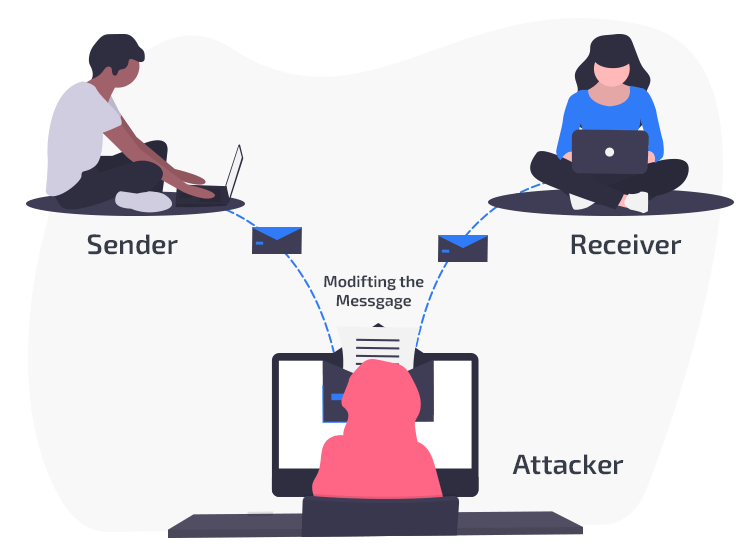 Sender
Receiver
Modifting the
Messgage
Attacker